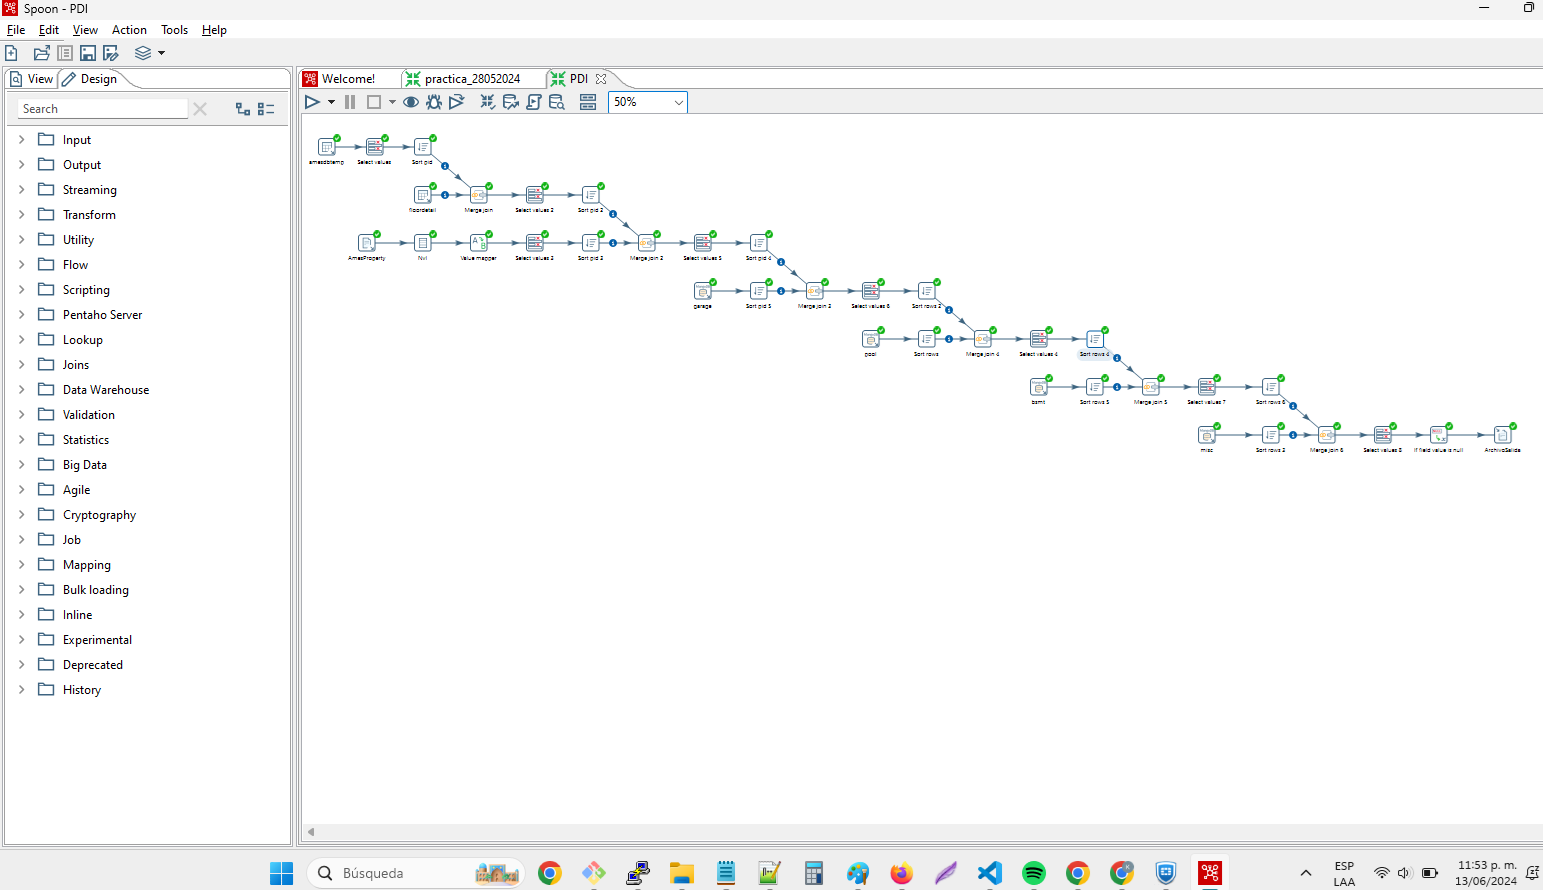 Spoon - PDI
File Edit View Action Tools Help
View Design
Welcome! practica_28052024 PDI
Search
50%
Input
Output
Streaming
Transform
Utility
Flow
Scripting
Pentaho Server
Lookup
Joins
Data Warehouse
Validation
Statistics
Big Data
Agile
Cryptography
Job
Mapping
Bulk loading
Inline
Experimental
Deprecated
History
amesdbtemp Select values Sort pid
floordetail Merge join Select values 3 Sort pid 2
AmesProperty Nvl Value mapper Select values 2 Sort pid 3 Merge join 2 Select values 5 Sort pid 4
garage Sort pid 5 Merge join 3 Select values 6 Sort rows 2
pool Sort rows Merge join 4 Select values 4 Sort rows 4
bsmt Sort rows 5 Merge join 5 Select values 7 Sort rows 6
misc Sort rows 3 Merge join 6 Select values 8 If field value is null ArchivoSalida
Búsqueda
ESP
LAA
11:53 p. m.
13/06/2024